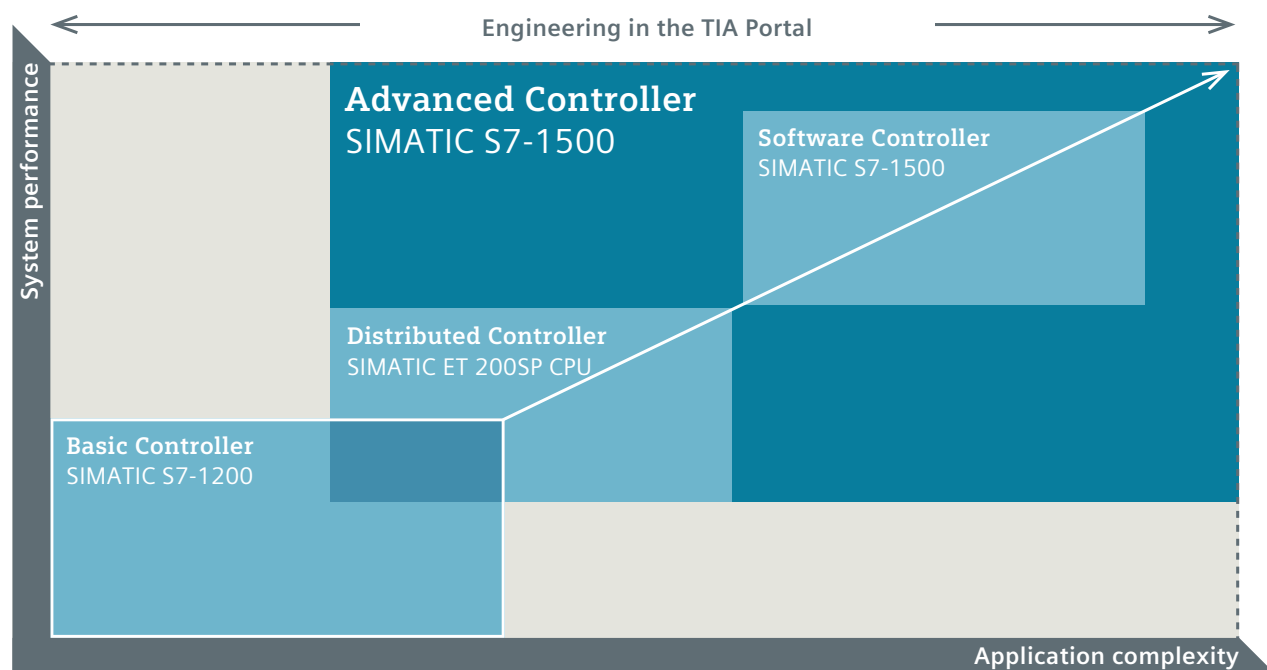 Engineering in the TIA Portal
System performance
Advanced Controller
SIMATIC S7-1500
Software Controller
SIMATIC S7-1500
Distributed Controller
SIMATIC ET 200SP CPU
Basic Controller
SIMATIC S7-1200
Application complexity